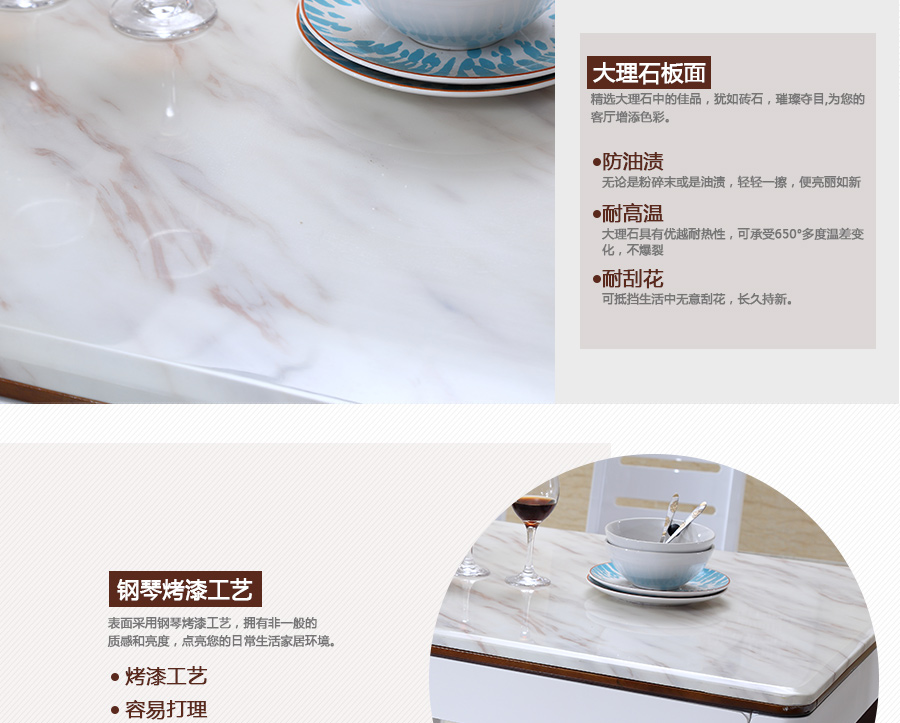 大理石板面
精选大理石中的佳品，犹如砖石，璀璨夺目,为您的
客厅增添色彩。
●防油渍
无论是粉碎末或是油渍，轻轻一擦，便亮丽如新
●耐高温
大理石具有优越耐热性，可承受650°多度温差变
化，不爆裂
●耐刮花
可抵挡生活中无意刮花，长久持新。
钢琴烤漆工艺
表面采用钢琴烤漆工艺，拥有非一般的
质感和亮度，点亮您的日常生活家居环境。
● 烤漆工艺
● 容易打理